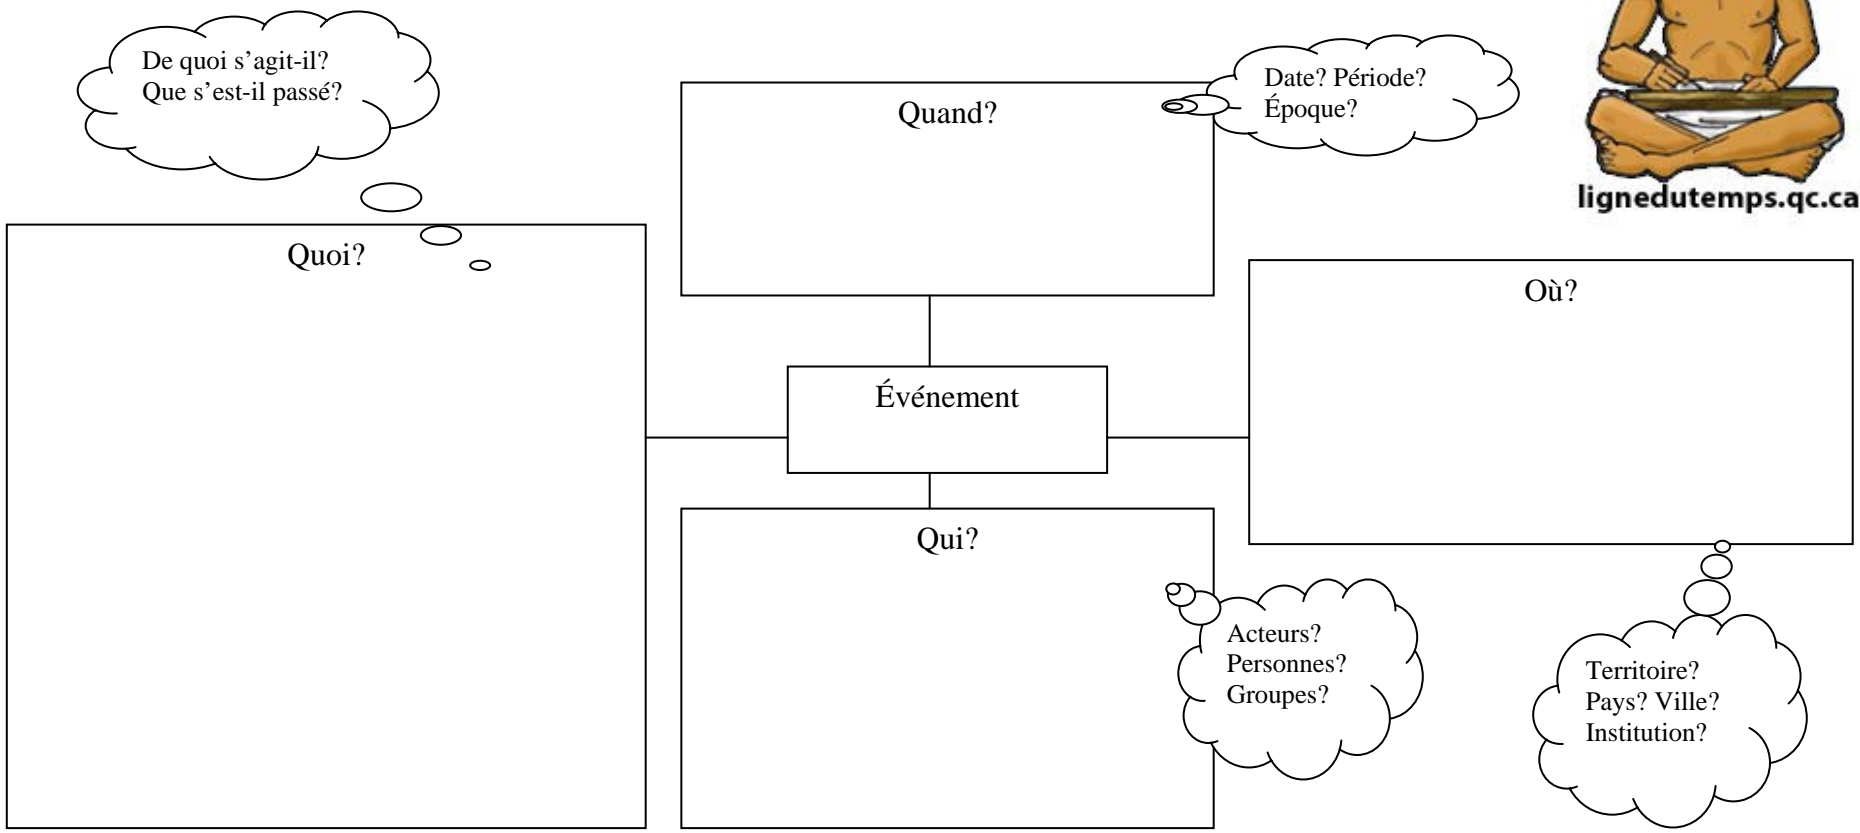 De quoi s'agit-il?
Que s'est-il passé?
Quand?
Date? Période?
Époque?
lignedutemps.qc.ca
Quoi?
Où?
Événement
Qui?
Acteurs?
Personnes?
Groupes?
Territoire?
Pays? Ville?
Institution?